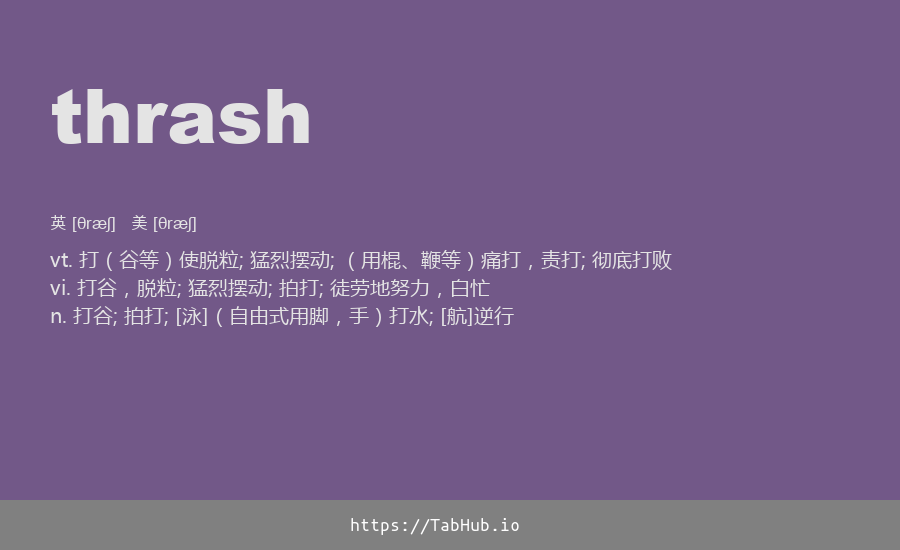 thrash
英 [θræʃ]   美 [θræʃ]
vt. 打（谷等）使脱粒; 猛烈摆动; （用棍、鞭等）痛打，责打; 彻底打败
vi. 打谷，脱粒; 猛烈摆动; 拍打; 徒劳地努力，白忙
n. 打谷; 拍打; [泳]（自由式用脚，手）打水; [航]逆行
https://TabHub.io